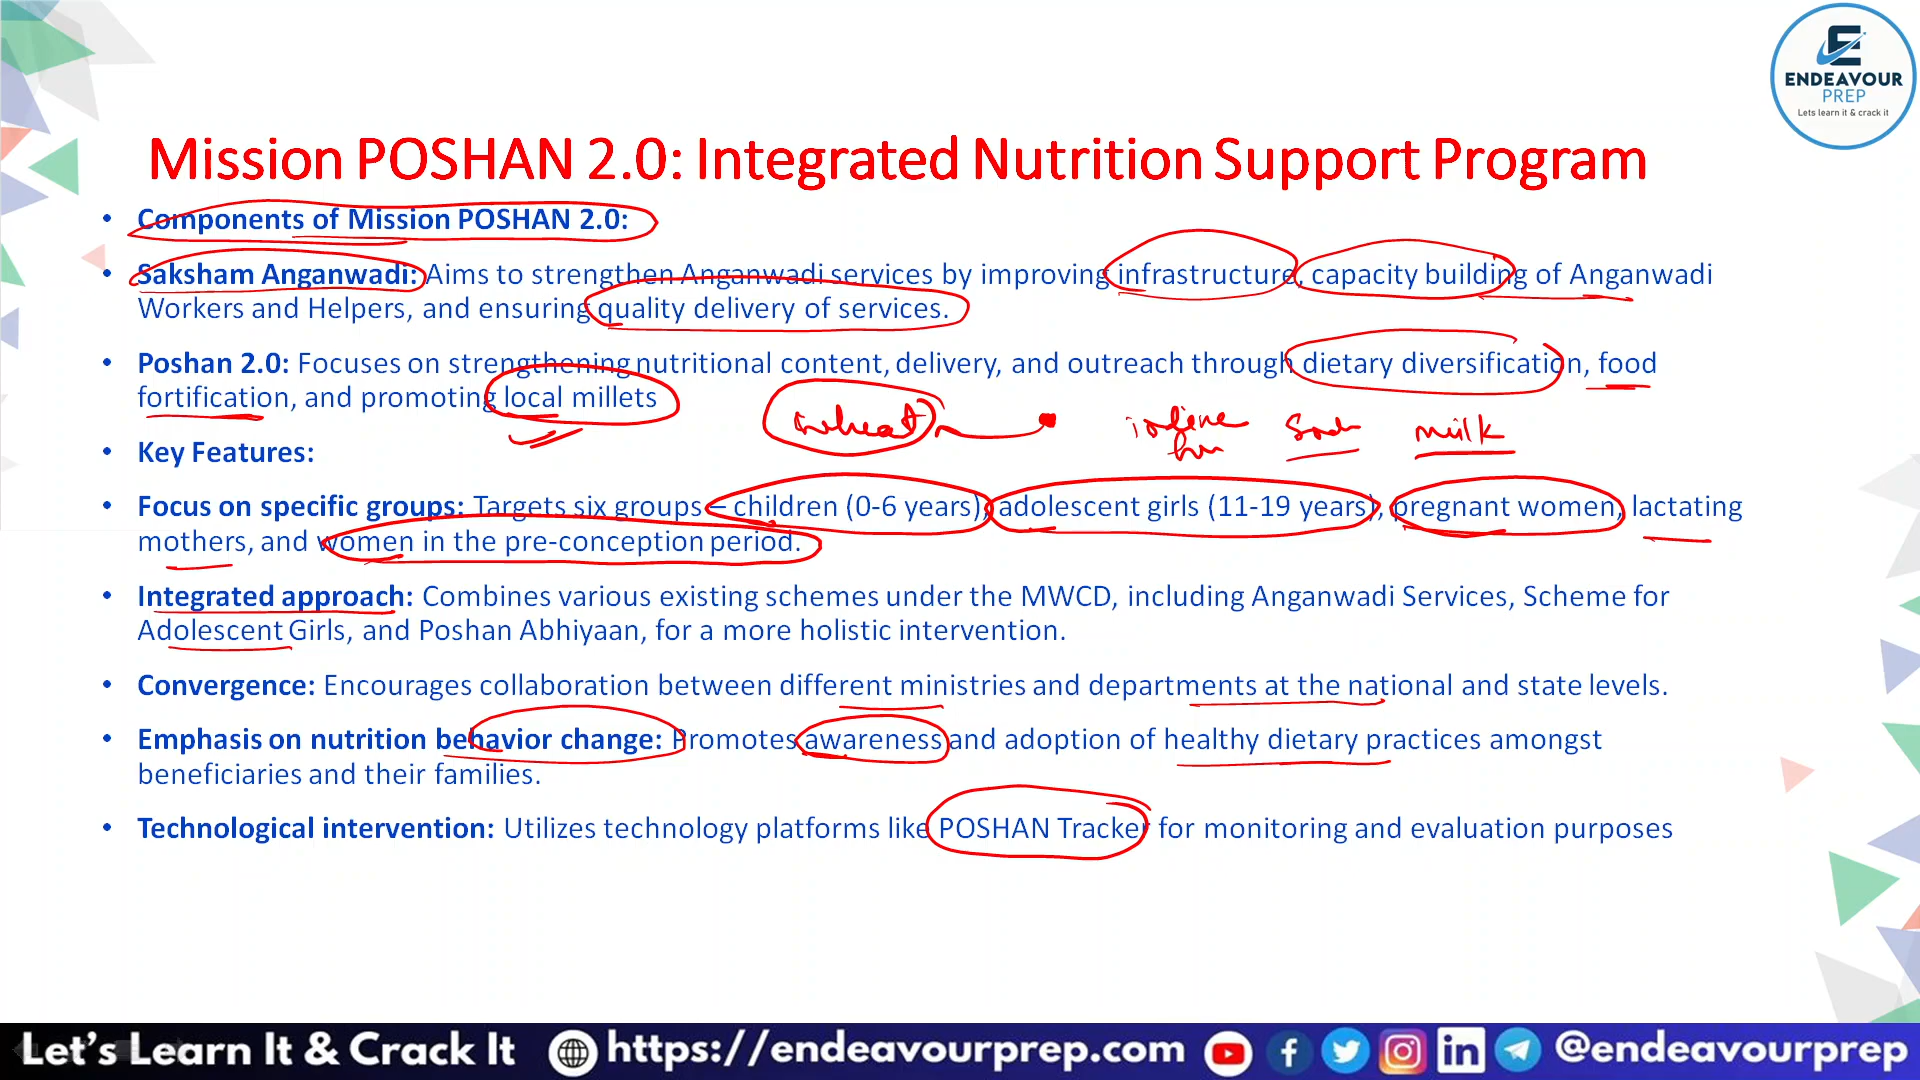 ENDEAVOUR
PREP
Lets learn it & crack it
Mission POSHAN 2.0: Integrated Nutrition Support Program
• Components of Mission POSHAN 2.0:
• Saksham Anganwadi: Aims to strengthen Anganwadi services by improving infrastructure, capacity building of Anganwadi
Workers and Helpers, and ensuring quality delivery of services.
• Poshan 2.0: Focuses on strengthening nutritional content, delivery, and outreach through dietary diversification, food
fortification, and promoting local millets
wheat milk
• Key Features:
• Focus on specific groups: Targets six groups – children (0-6 years), adolescent girls (11-19 years), pregnant women, lactating
mothers, and women in the pre-conception period.
• Integrated approach: Combines various existing schemes under the MWCD, including Anganwadi Services, Scheme for
Adolescent Girls, and Poshan Abhiyaan, for a more holistic intervention.
• Convergence: Encourages collaboration between different ministries and departments at the national and state levels.
• Emphasis on nutrition behavior change: Promotes awareness and adoption of healthy dietary practices amongst
beneficiaries and their families.
• Technological intervention: Utilizes technology platforms like POSHAN Tracker for monitoring and evaluation purposes
Let's Learn It & Crack It https://endeavourprep.com @endeavourprep